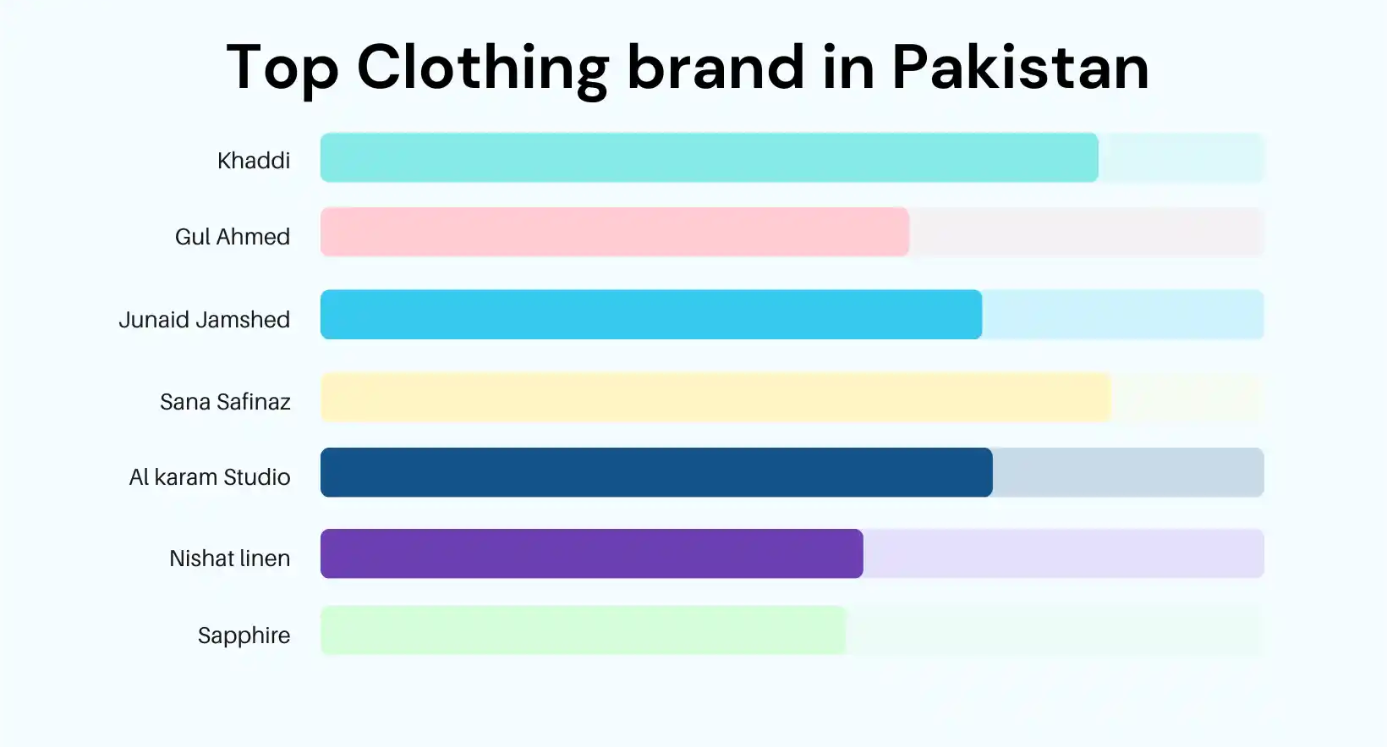 Top Clothing brand in Pakistan
Khaddi
Gul Ahmed
Junaid Jamshed
Sana Safinaz
Al karam Studio
Nishat linen
Sapphire